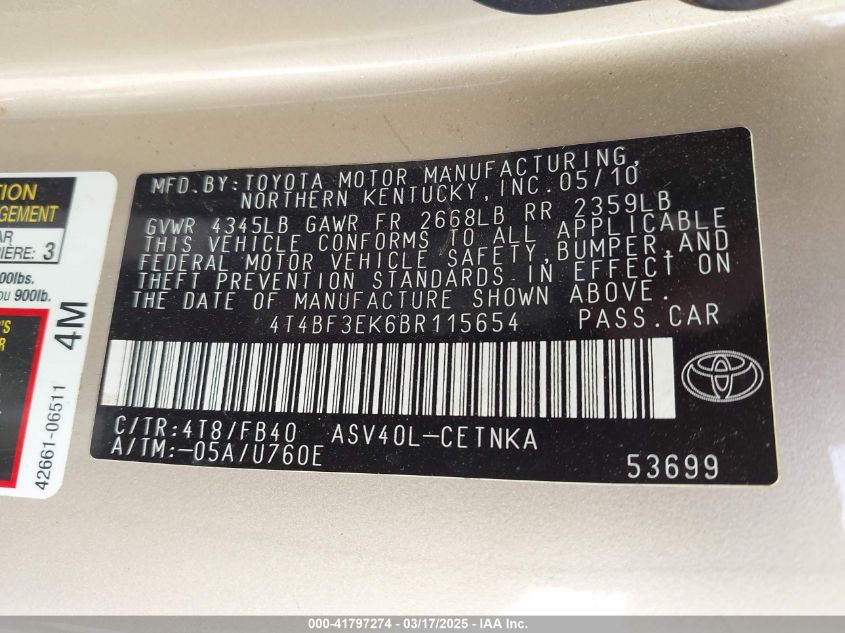 MFD.BY:TOYOTA MOTOR MANUFACTURING,
NORTHERN KENTUCKY,INC.05/10
GVWR 4345LB GAWR FR 2668LB RR 2359LB
THIS VEHICLE CONFORMS TO ALL APPLICABLE
FEDERAL MOTOR VEHICLE SAFETY,BUMPER,AND
THEFT PREVENTION STANDARDS IN EFFECT ON
THE DATE OF MANUFACTURE SHOWN ABOVE.
4T4BF3EK6BR115654 PASS.CAR
C/TR:4T8/FB40 ASV40L-CETNKA
A/TM:-05A/U760E
53699
TION
GEMENT
AR
RIÈRE: 3
00lbs.
ou 900lb.
'S
R
4M
42661-06511
000-41797274 - 03/17/2025 - IAA Inc.